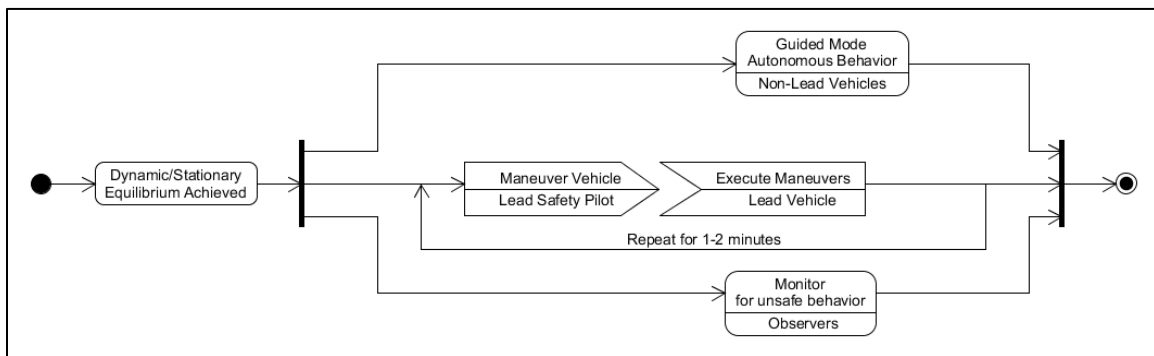 Guided Mode
Autonomous Behavior
Non-Lead Vehicles
Dynamic/Stationary
Equilibrium Achieved
Maneuver Vehicle
Lead Safety Pilot
Execute Maneuvers
Lead Vehicle
Repeat for 1-2 minutes
Monitor
for unsafe behavior
Observers